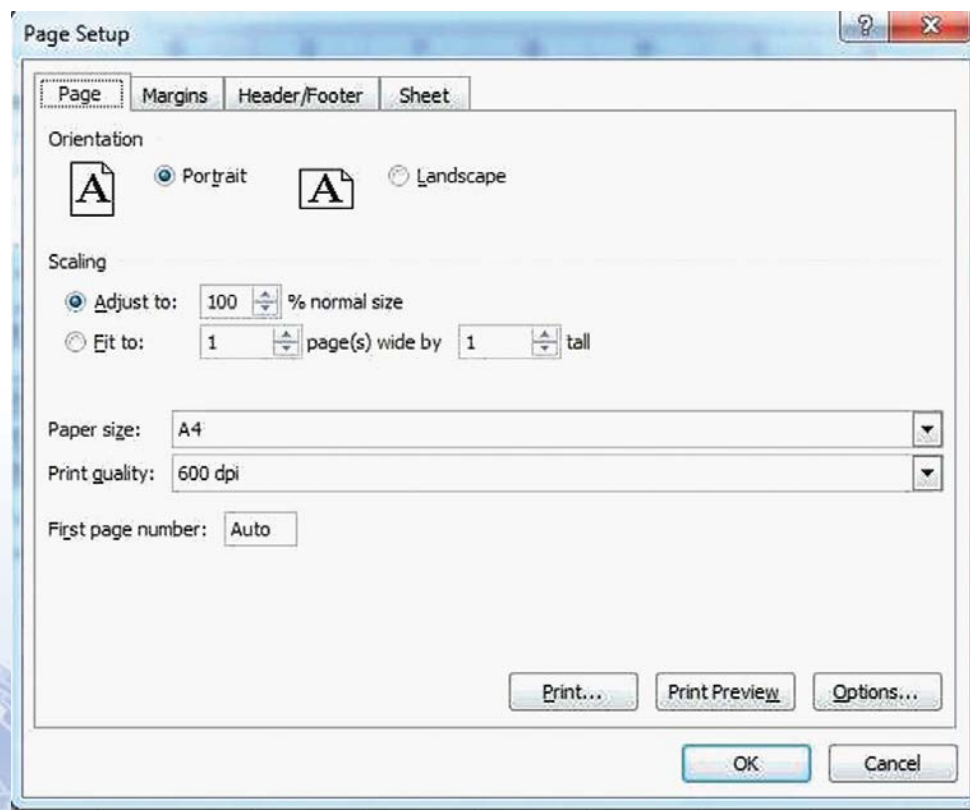 Page Setup
Page Margins Header/Footer Sheet
Orientation
A Portrait A Landscape
Scaling
Adjust to: 100 % normal size
Fit to: 1 page(s) wide by 1 tall
Paper size: A4
Print quality: 600 dpi
First page number: Auto
Print... Print Preview Options...
OK Cancel